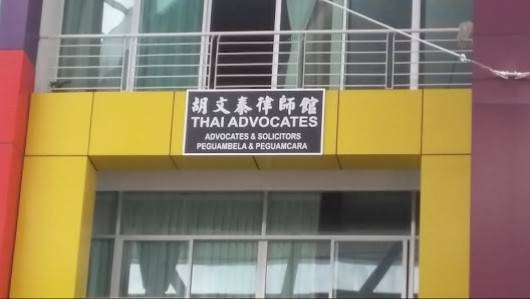 胡文泰律師館
THAI ADVOCATES
ADVOCATES & SOLICITORS
PEGUAMBELA & PEGUAMCARA